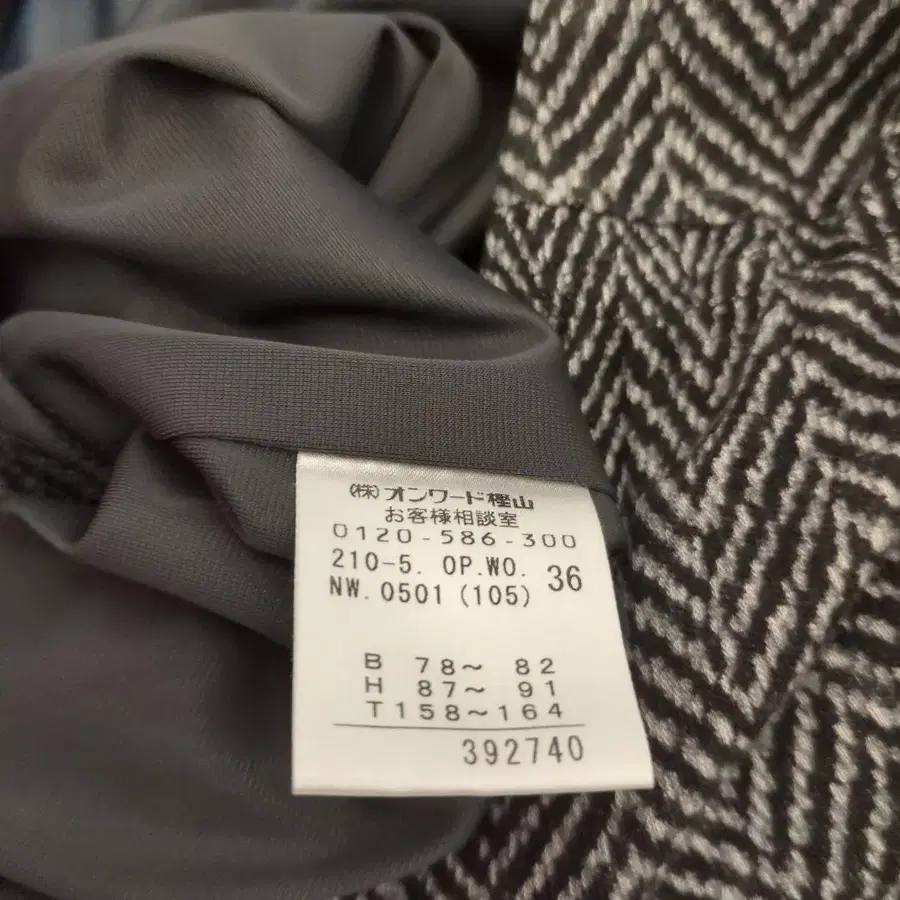 (株)オンワード樫山
お客様相談室
0120-586-300
210-5. OP.WO. 36
NW. 0501 (105)
B 78～ 82
H 87～ 91
T158～164
392740